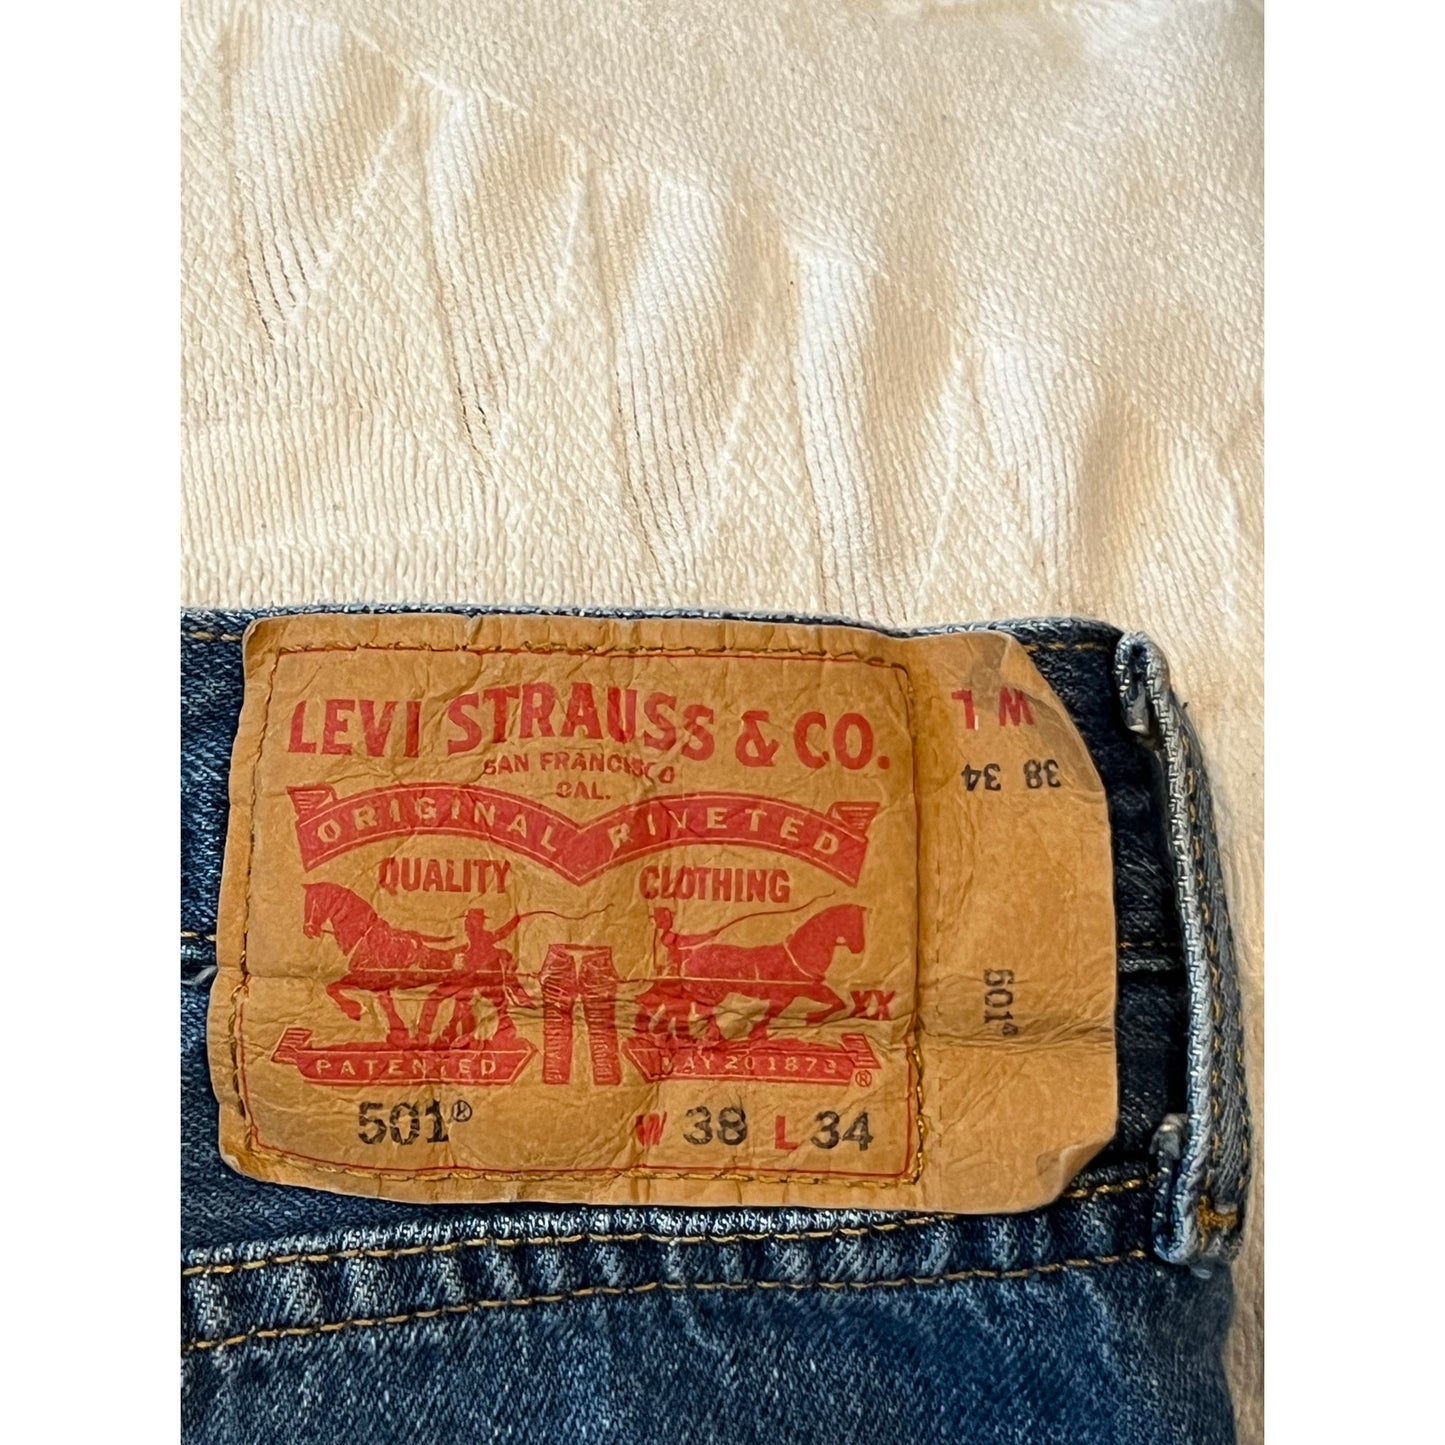 LEVI STRAUSS & CO.
SAN FRANCISCO
CAL.
ORIGINAL RIVETED
QUALITY CLOTHING
XX
PATENTED MAY 20 1873 ®
501® W 38 L 34
W L
38 34
501®